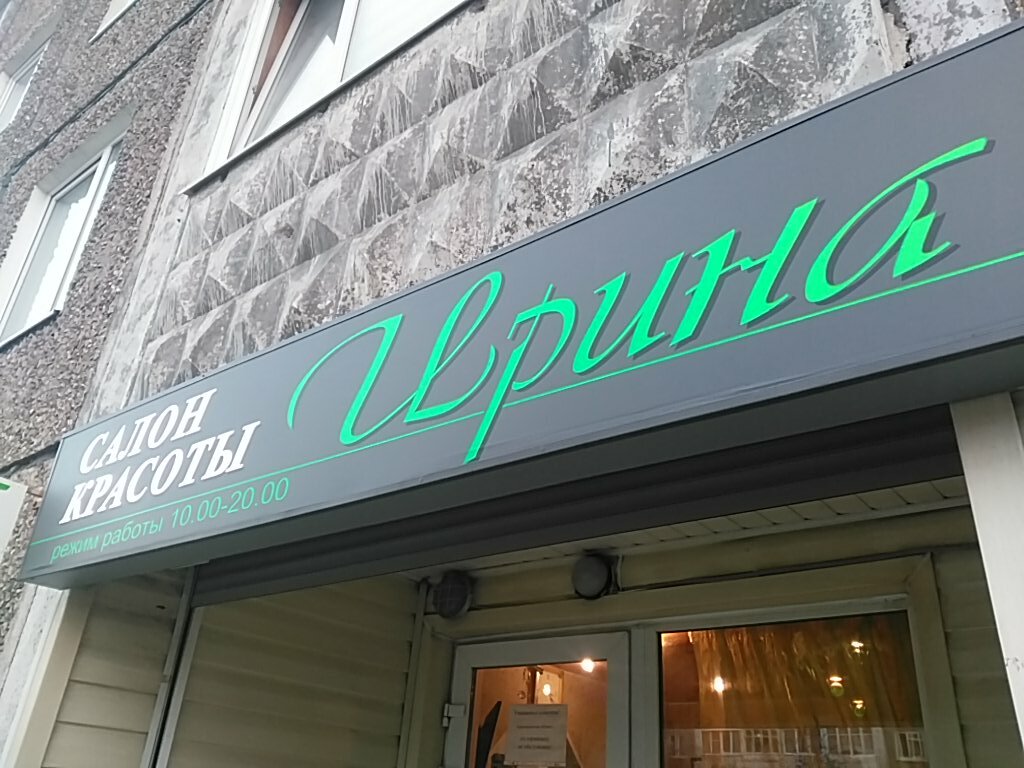 САЛОН
КРАСОТЫ
Ирина
режим работы 10.00-20.00